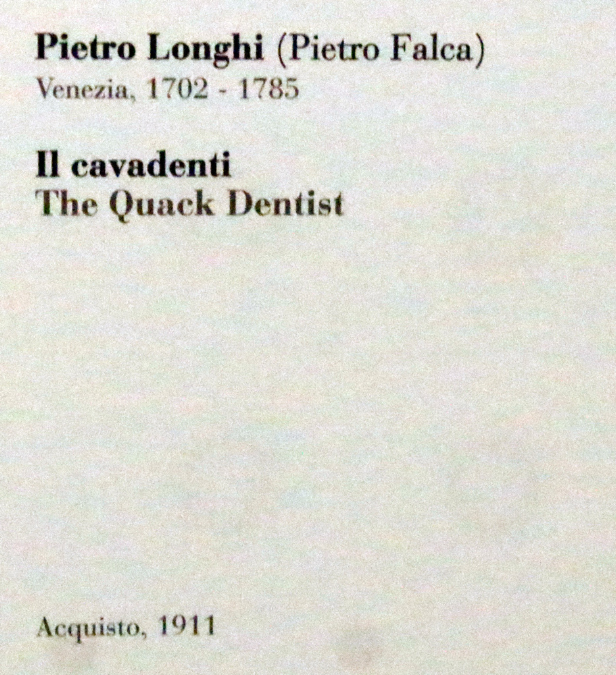 Pietro Longhi (Pietro Falca)
Venezia, 1702 - 1785
Il cavadenti
The Quack Dentist
Acquisto, 1911